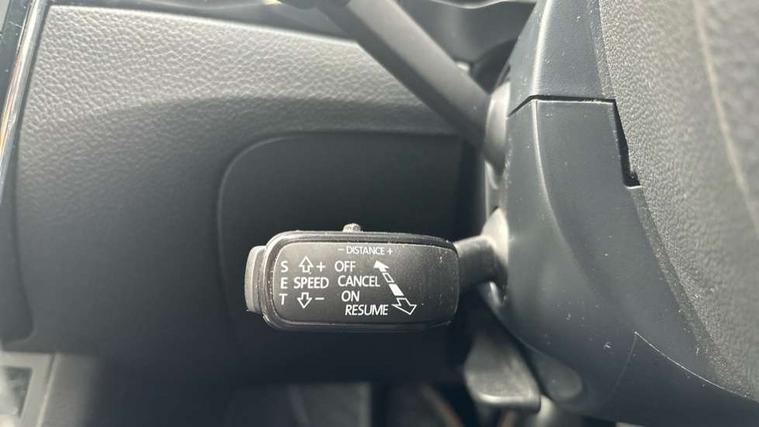 − DISTANCE +
S + OFF
E SPEED CANCEL
T − ON
RESUME